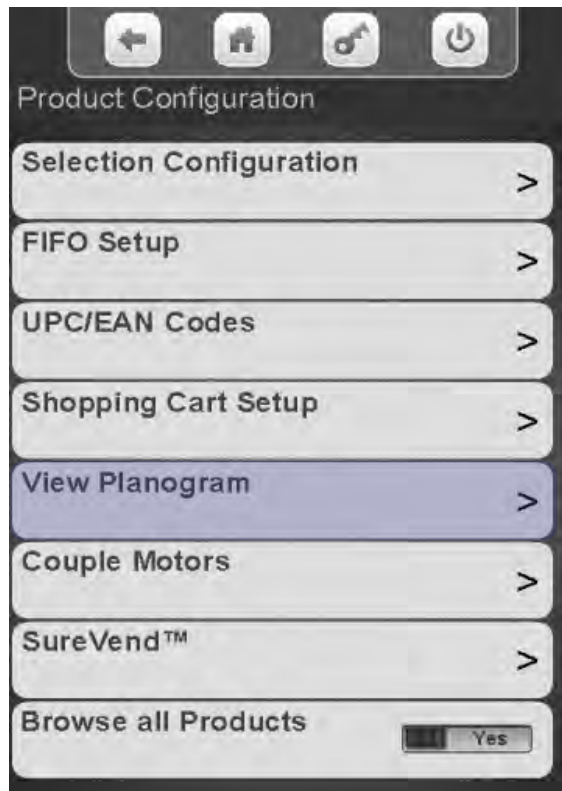 Product Configuration
Selection Configuration
>
FIFO Setup
>
UPC/EAN Codes
>
Shopping Cart Setup
>
View Planogram
>
Couple Motors
>
SureVend™
>
Browse all Products
Yes